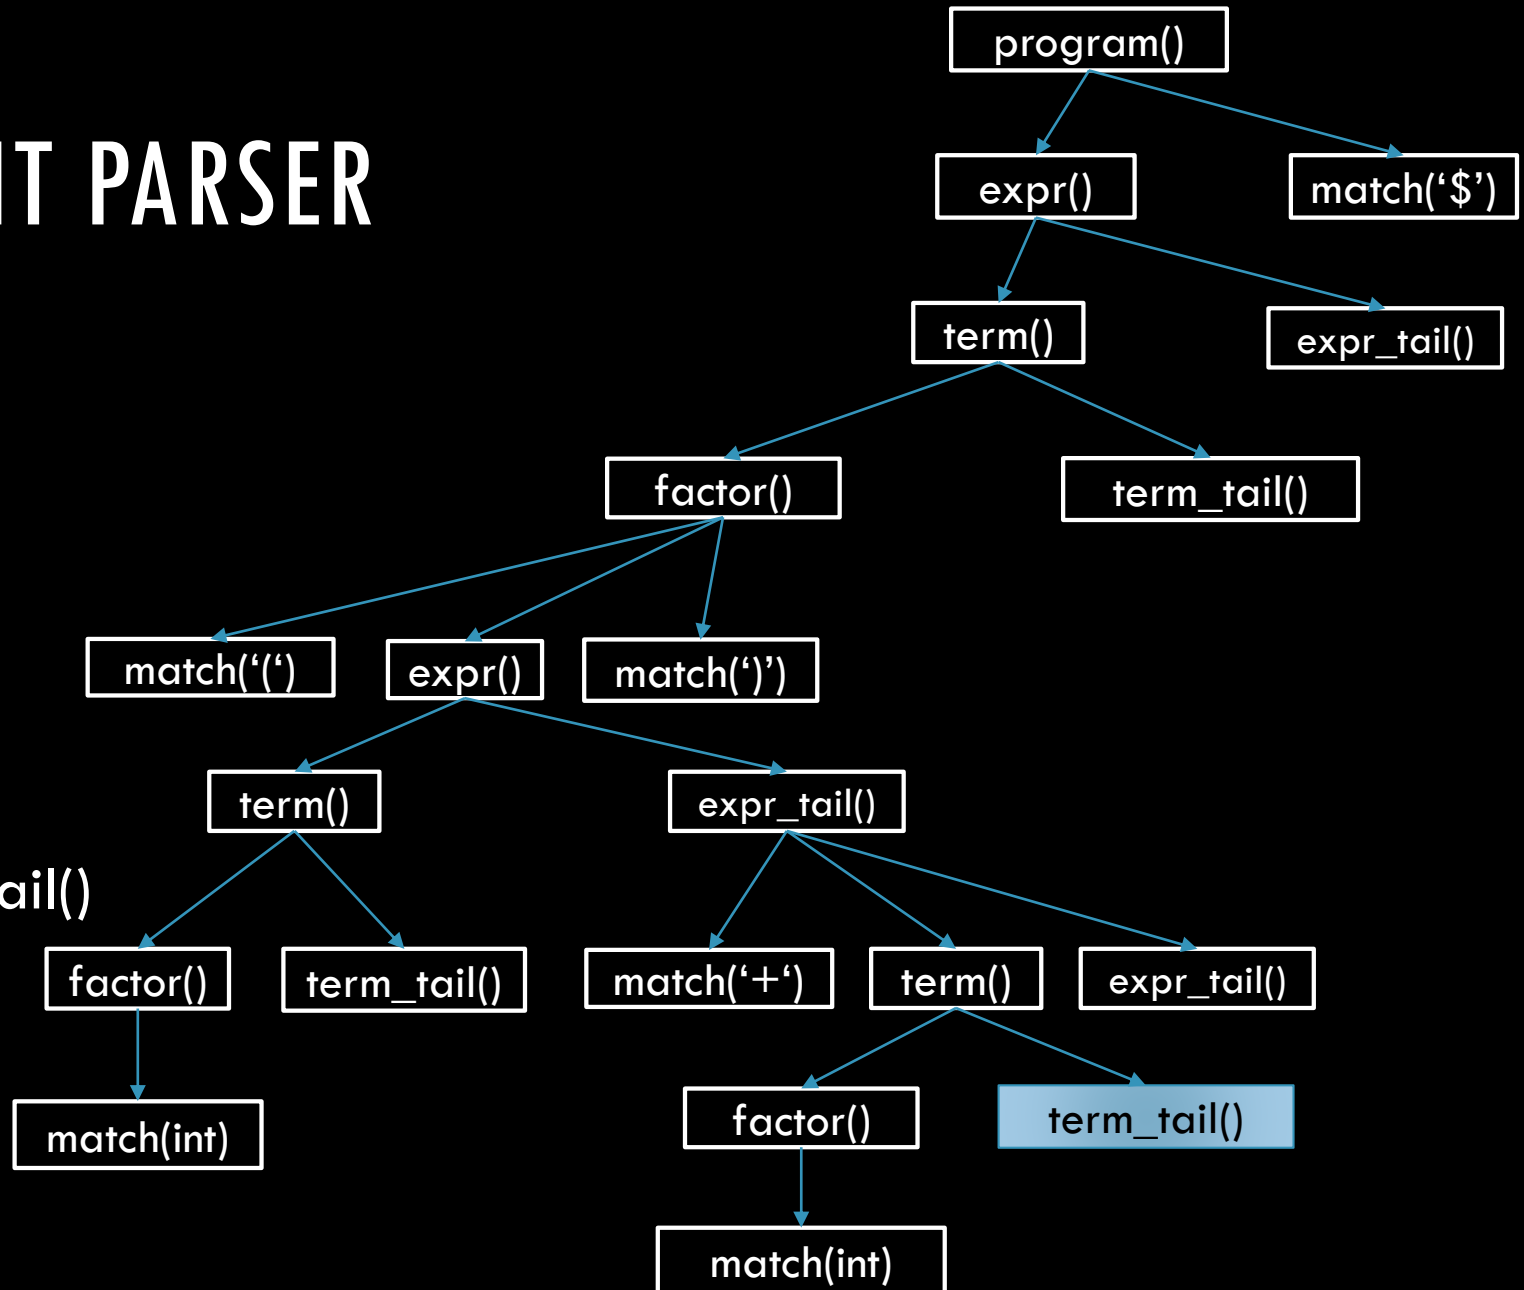 program()
IT PARSER
expr()
match(‘$’)
term()
expr_tail()
factor()
term_tail()
match(‘(‘)
expr()
match(‘)’)
term()
expr_tail()
ail()
factor()
term_tail()
match(‘+‘)
term()
expr_tail()
match(int)
factor()
term_tail()
match(int)